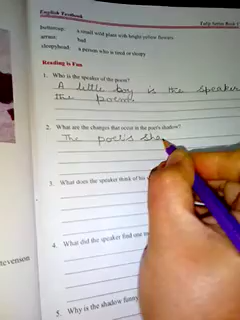 English Textbook
Tulip Series Book
buttercup: a small wild plant with bright yellow flowers
arrant: bad
sleepyhead: a person who is tired or sleepy
Reading is Fun
1. Who is the speaker of the poem?
A little boy is the speaker
the poem
2. What are the changes that occur in the poet's shadow?
The poet's sha
3. What does the speaker think of his
4. What did the speaker find one
5. Why is the shadow funny
tevenson